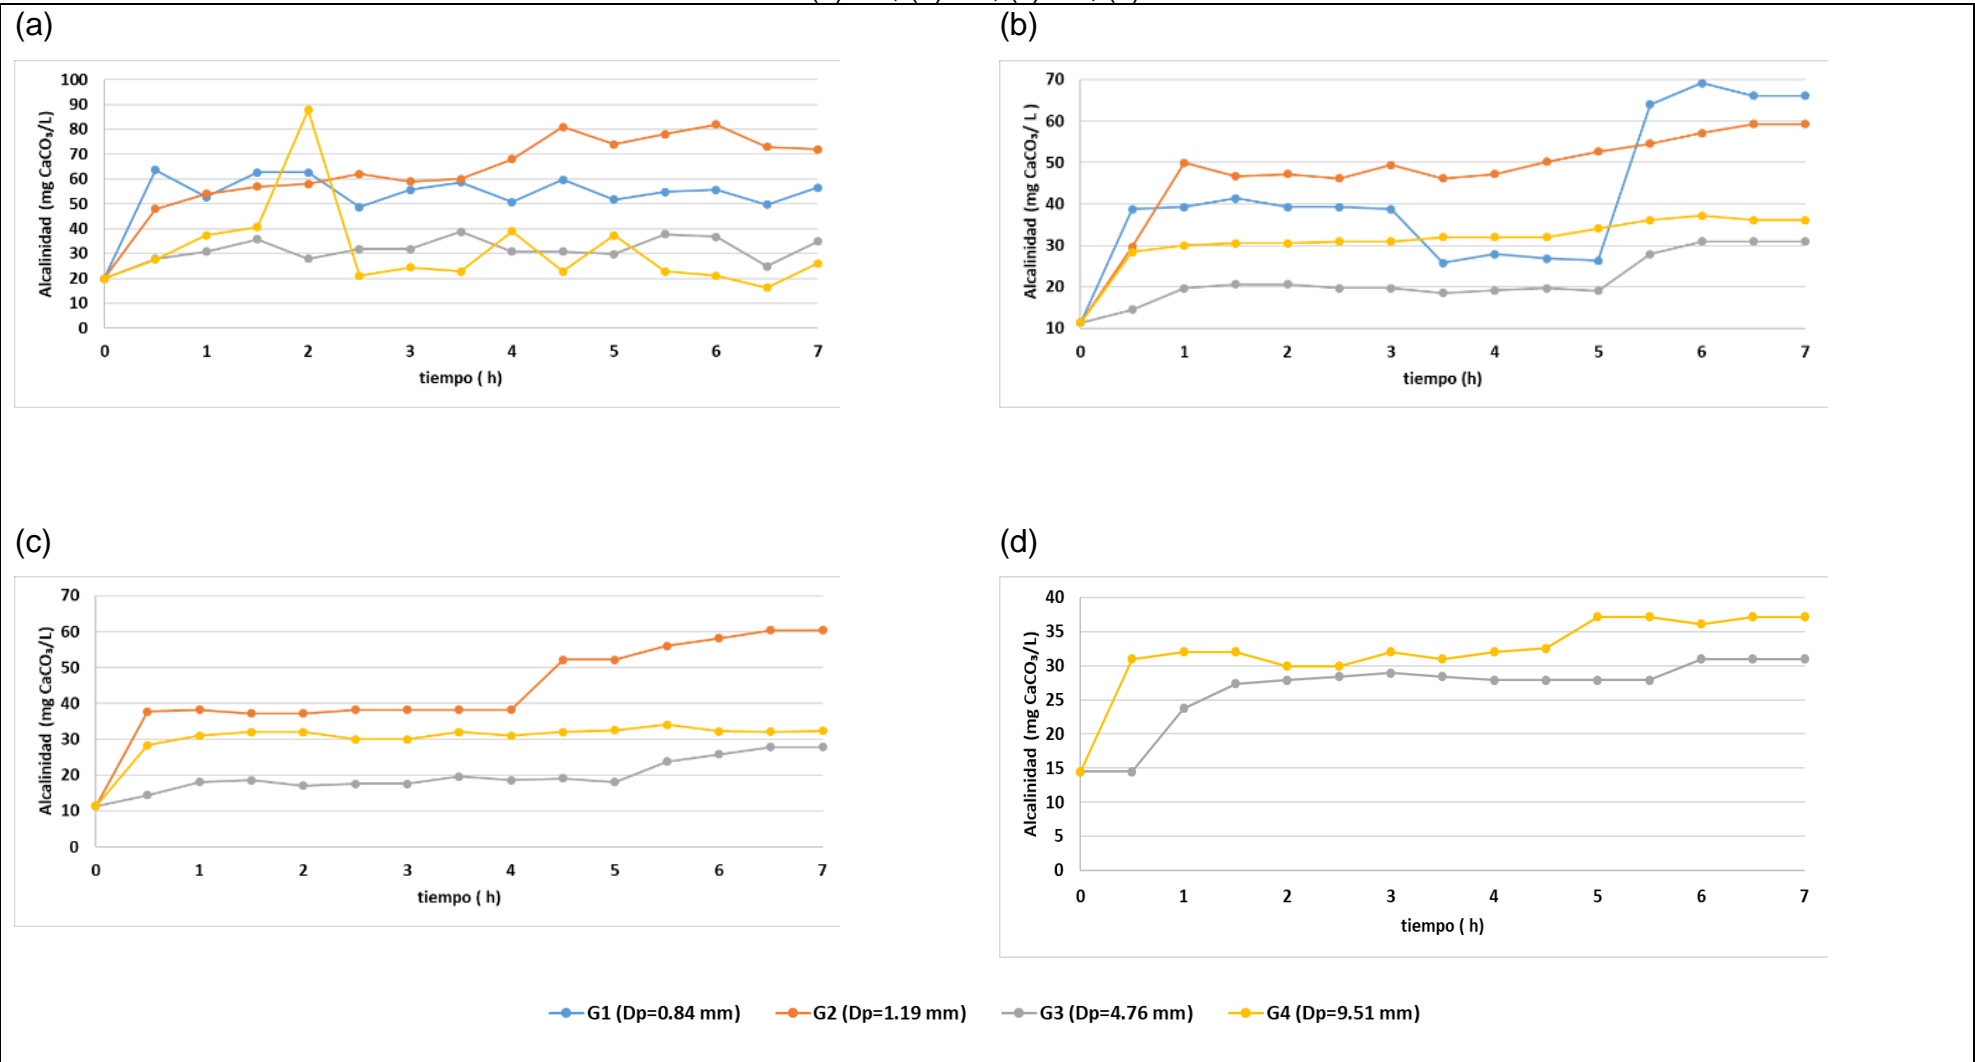 (a)
(b)
Alcalinidad (mg CaCO₃/L)
100
90
80
70
60
50
40
30
20
10
0
0 1 2 3 4 5 6 7
tiempo ( h)
Alcalinidad (mg CaCO₃/ L )
70
60
50
40
30
20
10
0 1 2 3 4 5 6 7
tiempo (h)
(c)
(d)
Alcalinidad (mg CaCO₃/L)
70
60
50
40
30
20
10
0
0 1 2 3 4 5 6 7
tiempo ( h)
Alcalinidad (mg CaCO₃/L)
40
35
30
25
20
15
10
5
0
0 1 2 3 4 5 6 7
tiempo ( h)
G1 (Dp=0.84 mm) G2 (Dp=1.19 mm) G3 (Dp=4.76 mm) G4 (Dp=9.51 mm)